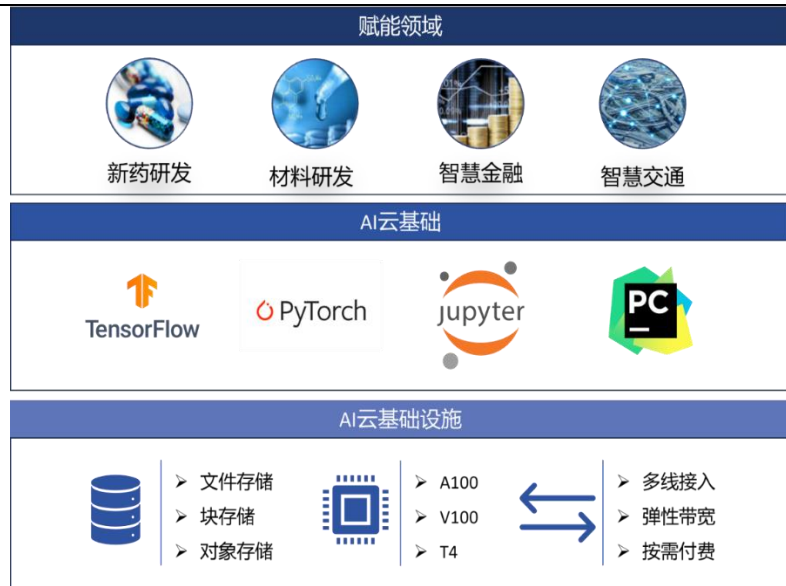 赋能领域
新药研发 材料研发 智慧金融 智慧交通
AI云基础
TensorFlow PyTorch jupyter PC
AI云基础设施
➢ 文件存储 ➢ A100 ➢ 多线接入
➢ 块存储 ➢ V100 ➢ 弹性带宽
➢ 对象存储 ➢ T4 ➢ 按需付费